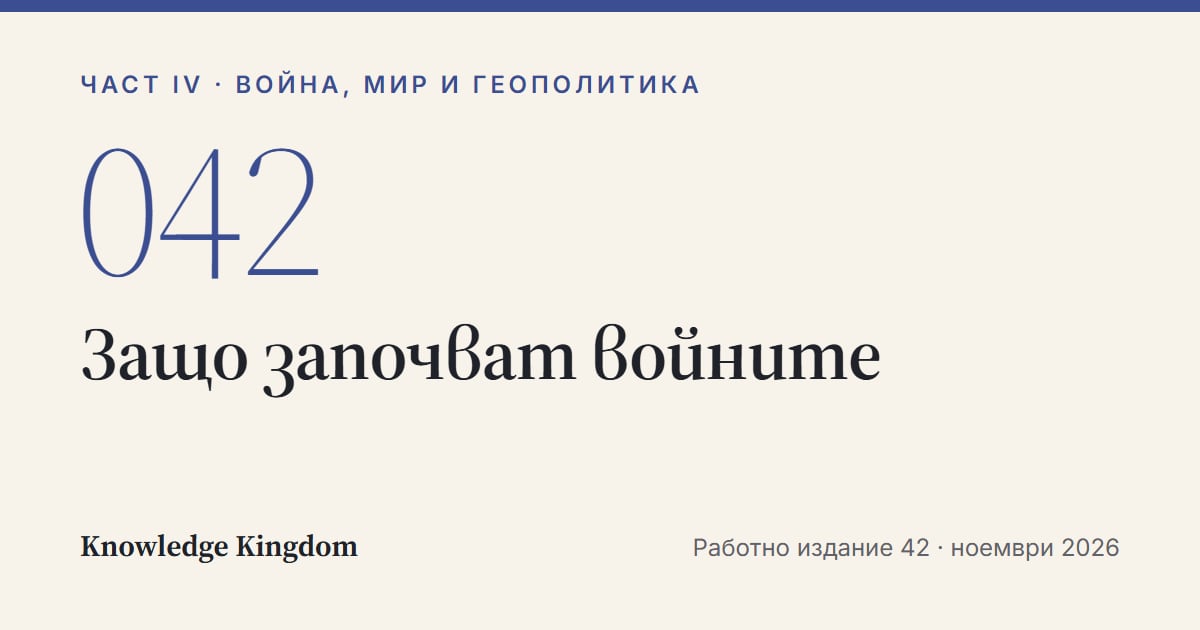 ЧАСТ IV · ВОЙНА, МИР И ГЕОПОЛИТИКА
042
Защо започват войните
Knowledge Kingdom
Работно издание 42 · ноември 2026